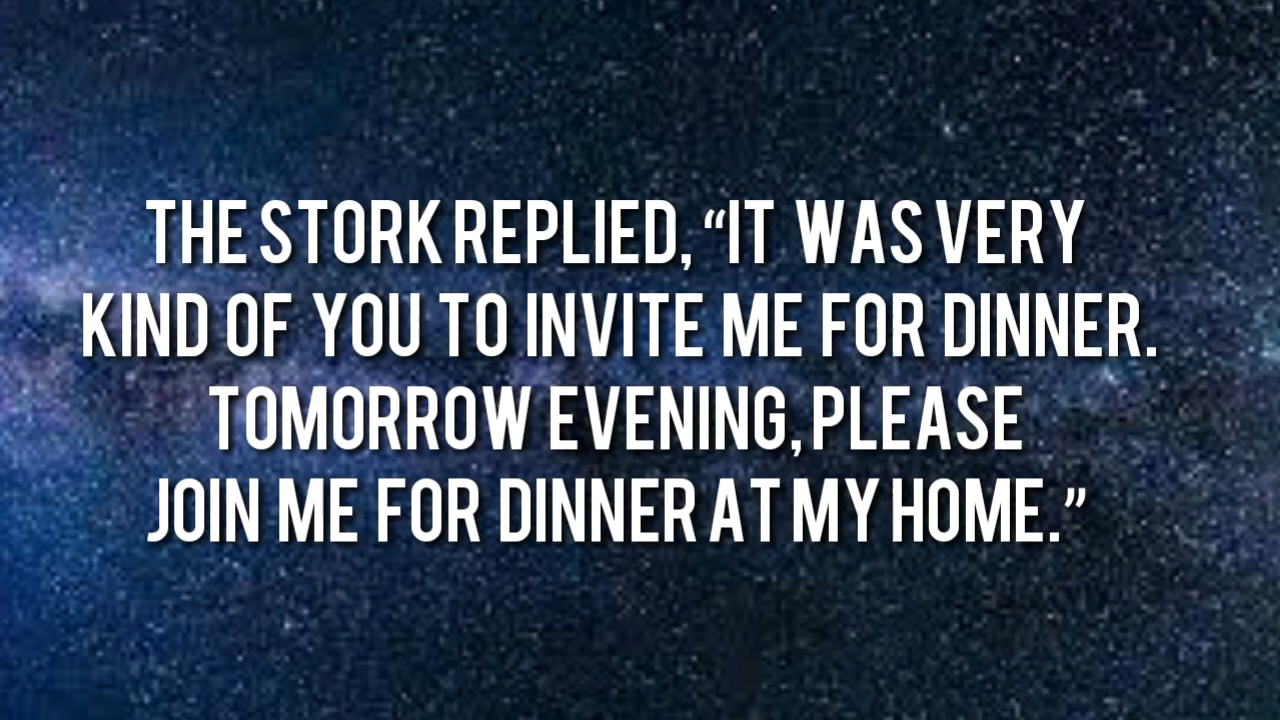 THE STORK REPLIED, “IT WAS VERY
KIND OF YOU TO INVITE ME FOR DINNER.
TOMORROW EVENING, PLEASE
JOIN ME FOR DINNER AT MY HOME.”